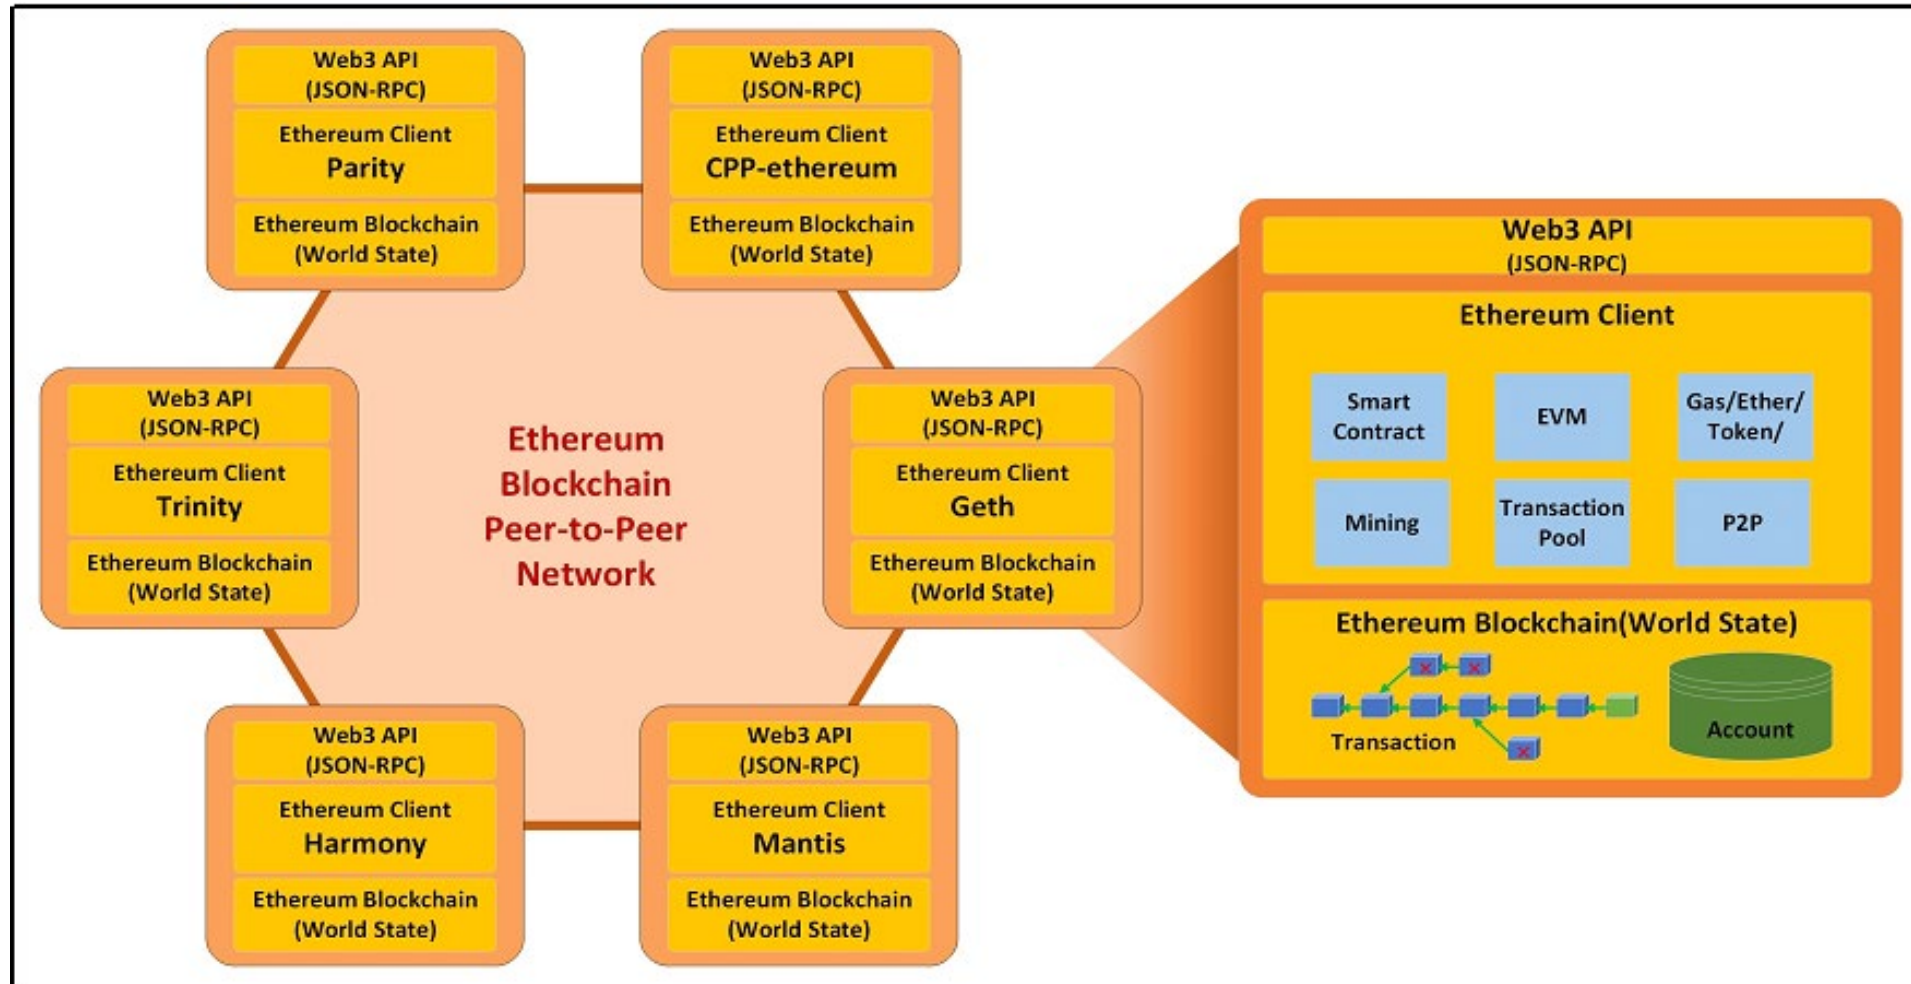 Web3 API
(JSON-RPC)
Ethereum Client
Parity
Ethereum Blockchain
(World State)
Web3 API
(JSON-RPC)
Ethereum Client
CPP-ethereum
Ethereum Blockchain
(World State)
Web3 API
(JSON-RPC)
Ethereum Client
Trinity
Ethereum Blockchain
(World State)
Ethereum
Blockchain
Peer-to-Peer
Network
Web3 API
(JSON-RPC)
Ethereum Client
Geth
Ethereum Blockchain
(World State)
Web3 API
(JSON-RPC)
Ethereum Client
Harmony
Ethereum Blockchain
(World State)
Web3 API
(JSON-RPC)
Ethereum Client
Mantis
Ethereum Blockchain
(World State)
Web3 API
(JSON-RPC)
Ethereum Client
Smart
Contract
EVM
Gas/Ether/
Token/
Mining
Transaction
Pool
P2P
Ethereum Blockchain(World State)
Transaction
Account